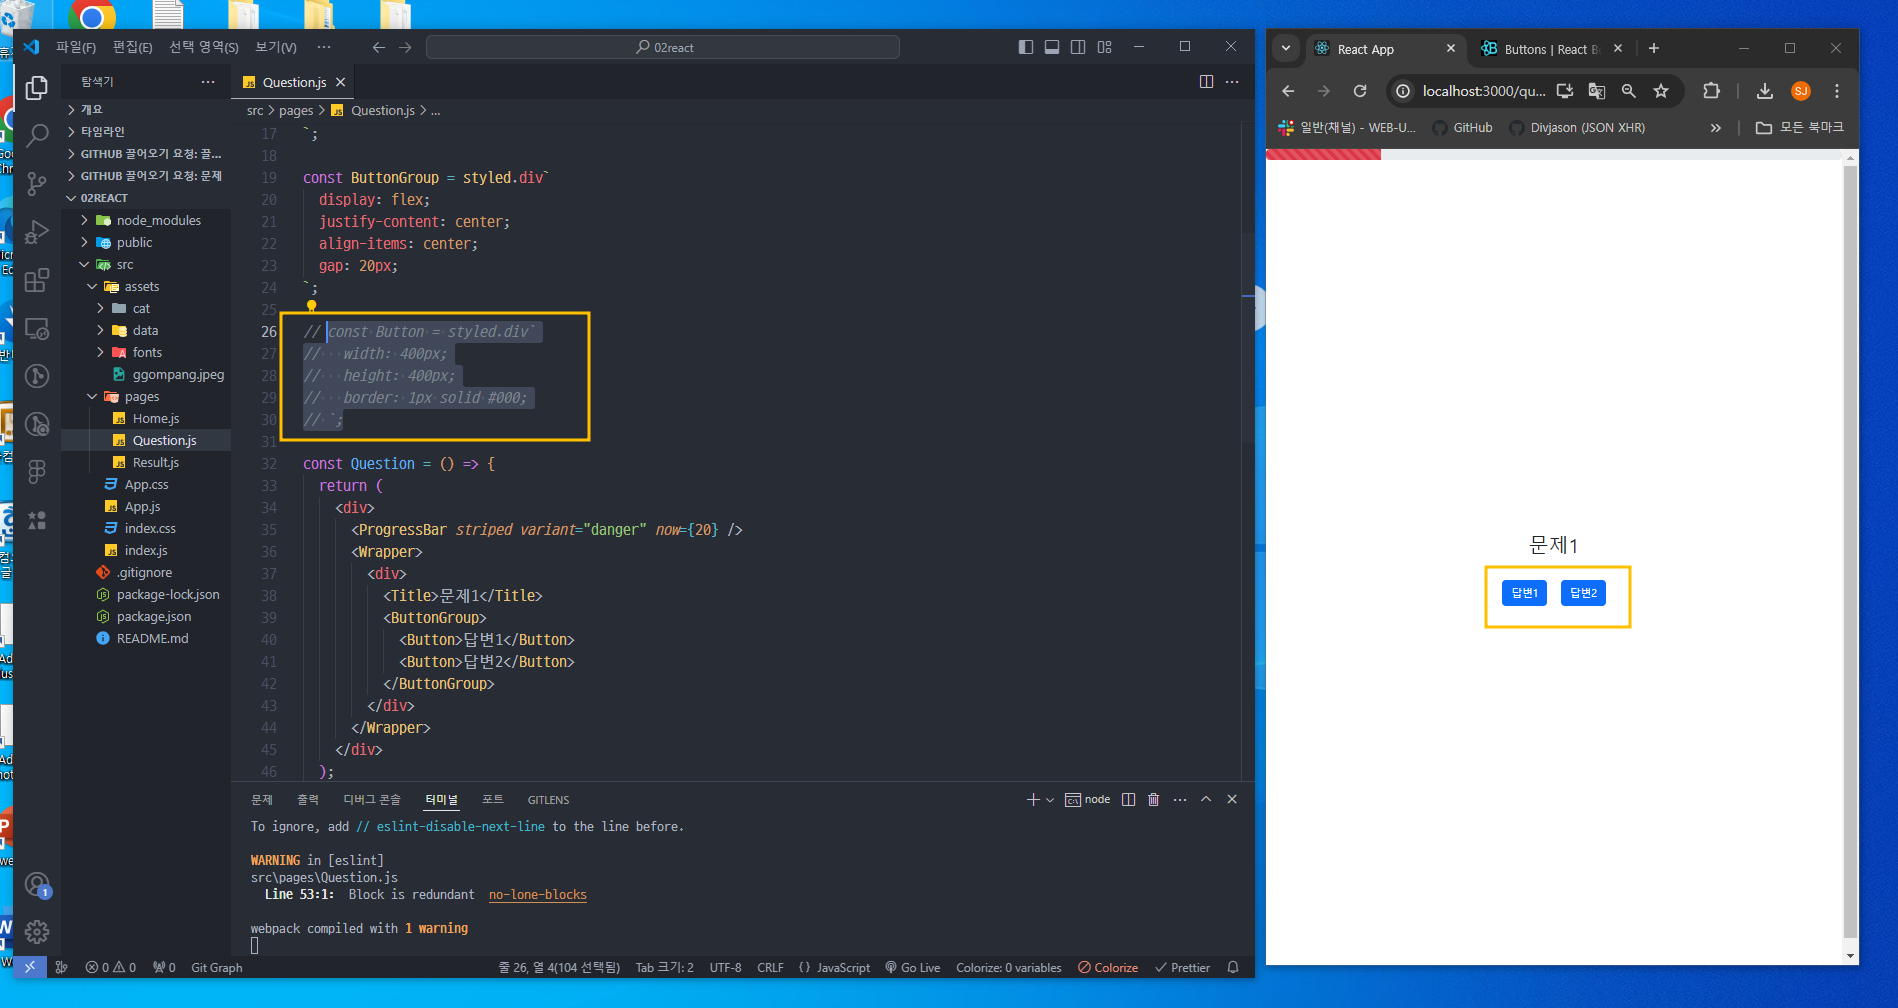 파일(F) 편집(E) 선택 영역(S) 보기(V) ··· 02react
탐색기 ···
개요
타임라인
GITHUB 끌어오기 요청: 끌...
GITHUB 끌어오기 요청: 문제
02REACT
node_modules
public
src
assets
cat
data
fonts
ggompang.jpeg
pages
Home.js
Question.js
Result.js
App.css
App.js
index.css
index.js
.gitignore
package-lock.json
package.json
README.md
Question.js
src > pages > Question.js > ...
17 `;
18
19 const ButtonGroup = styled.div`
20 display: flex;
21 justify-content: center;
22 align-items: center;
23 gap: 20px;
24 `;
25
26 // const Button = styled.div`
27 // width: 400px;
28 // height: 400px;
29 // border: 1px solid #000;
30 // `;
31
32 const Question = () => {
33 return (
34 <div>
35 <ProgressBar striped variant="danger" now={20} />
36 <Wrapper>
37 <div>
38 <Title>문제1</Title>
39 <ButtonGroup>
40 <Button>답변1</Button>
41 <Button>답변2</Button>
42 </ButtonGroup>
43 </div>
44 </Wrapper>
45 </div>
46 );
문제 출력 디버그 콘솔 터미널 포트 GITLENS node
To ignore, add // eslint-disable-next-line to the line before.
WARNING in [eslint]
src\pages\Question.js
Line 53:1: Block is redundant no-lone-blocks
webpack compiled with 1 warning
1
0 0 0 Git Graph 줄 26, 열 4(104 선택됨) Tab 크기: 2 UTF-8 CRLF {} JavaScript Go Live Colorize: 0 variables Colorize Prettier
React App Buttons | React B
localhost:3000/qu... SJ
일반(채널) - WEB-U... GitHub Divjason (JSON XHR) » 모든 북마크
문제1
답변1 답변2